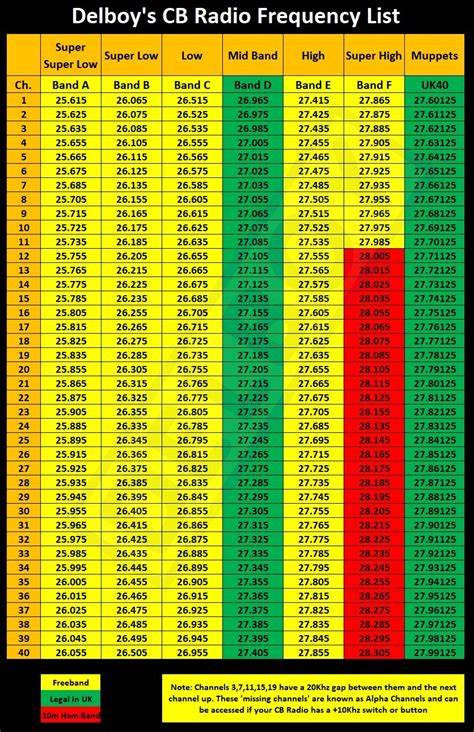 Delboy's CB Radio Frequency List
Super Super Low Super Low Low Mid Band High Super High Muppets
Ch. Band A Band B Band C Band D Band E Band F UK40
1 25.615 26.065 26.515 26.965 27.415 27.865 27.60125
2 25.625 26.075 26.525 26.975 27.425 27.875 27.61125
3 25.635 26.085 26.535 26.985 27.435 27.885 27.62125
4 25.655 26.105 26.555 27.005 27.455 27.905 27.63125
5 25.665 26.115 26.565 27.015 27.465 27.915 27.64125
6 25.675 26.125 26.575 27.025 27.475 27.925 27.65125
7 25.685 26.135 26.585 27.035 27.485 27.935 27.66125
8 25.705 26.155 26.605 27.055 27.505 27.955 27.67125
9 25.715 26.165 26.615 27.065 27.515 27.965 27.68125
10 25.725 26.175 26.625 27.075 27.525 27.975 27.69125
11 25.735 26.185 26.635 27.085 27.535 27.985 27.70125
12 25.755 26.205 26.655 27.105 27.555 28.005 27.71125
13 25.765 26.215 26.665 27.115 27.565 28.015 27.72125
14 25.775 26.225 26.675 27.125 27.575 28.025 27.73125
15 25.785 26.235 26.685 27.135 27.585 28.035 27.74125
16 25.805 26.255 26.705 27.155 27.605 28.055 27.75125
17 25.815 26.265 26.715 27.165 27.615 28.065 27.76125
18 25.825 26.275 26.725 27.175 27.625 28.075 27.77125
19 25.835 26.285 26.735 27.185 27.635 28.085 27.78125
20 25.855 26.305 26.755 27.205 27.655 28.105 27.79125
21 25.865 26.315 26.765 27.215 27.665 28.115 27.80125
22 25.875 26.325 26.775 27.225 27.675 28.125 27.81125
23 25.905 26.355 26.805 27.255 27.705 28.155 27.82125
24 25.885 26.335 26.785 27.235 27.685 28.135 27.83125
25 25.895 26.345 26.795 27.245 27.695 28.145 27.84125
26 25.915 26.365 26.815 27.265 27.715 28.165 27.85125
27 25.925 26.375 26.825 27.275 27.725 28.175 27.86125
28 25.935 26.385 26.835 27.285 27.735 28.185 27.87125
29 25.945 26.395 26.845 27.295 27.745 28.195 27.88125
30 25.955 26.405 26.855 27.305 27.755 28.205 27.89125
31 25.965 26.415 26.865 27.315 27.765 28.215 27.90125
32 25.975 26.425 26.875 27.325 27.775 28.225 27.91125
33 25.985 26.435 26.885 27.335 27.785 28.235 27.92125
34 25.995 26.445 26.895 27.345 27.795 28.245 27.93125
35 26.005 26.455 26.905 27.355 27.805 28.255 27.94125
36 26.015 26.465 26.915 27.365 27.815 28.265 27.95125
37 26.025 26.475 26.925 27.375 27.825 28.275 27.96125
38 26.035 26.485 26.935 27.385 27.835 28.285 27.97125
39 26.045 26.495 26.945 27.395 27.845 28.295 27.98125
40 26.055 26.505 26.955 27.405 27.855 28.305 27.99125
Freeband
Legal in UK
10m Ham Band
Note: Channels 3,7,11,15,19 have a 20Khz gap between them and the next
channel up. These 'missing channels' are known as Alpha Channels and can
be accessed if your CB Radio has a +10Khz switch or button